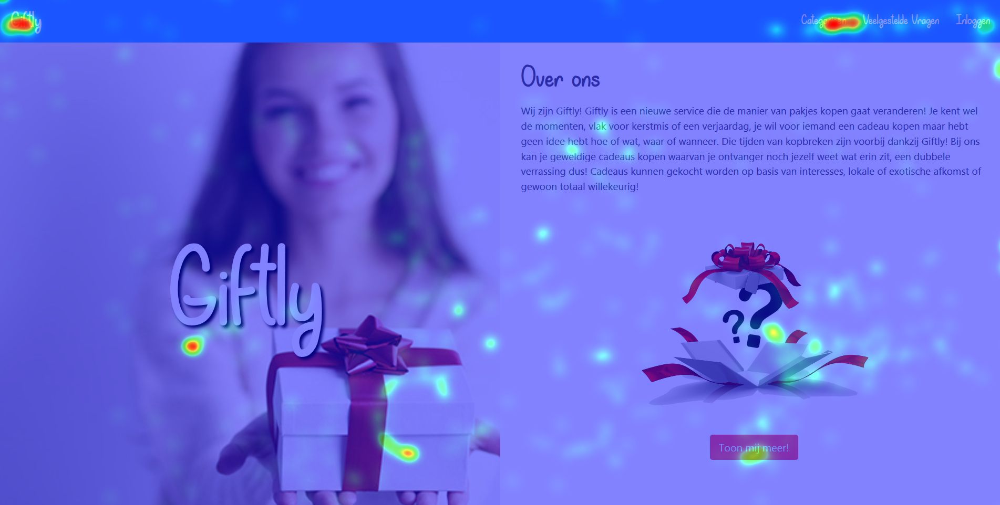 Giftly
Categorieën Veelgestelde Vragen Inloggen
Over ons
Wij zijn Giftly! Giftly is een nieuwe service die de manier van pakjes kopen gaat veranderen! Je kent wel
de momenten, vlak voor kerstmis of een verjaardag, je wil voor iemand een cadeau kopen maar hebt
geen idee hebt hoe of wat, waar of wanneer. Die tijden van kopbreken zijn voorbij dankzij Giftly! Bij ons
kan je geweldige cadeaus kopen waarvan je ontvanger noch jezelf weet wat erin zit, een dubbele
verrassing dus! Cadeaus kunnen gekocht worden op basis van interesses, lokale of exotische afkomst of
gewoon totaal willekeurig!
Giftly
??
Toon mij meer!